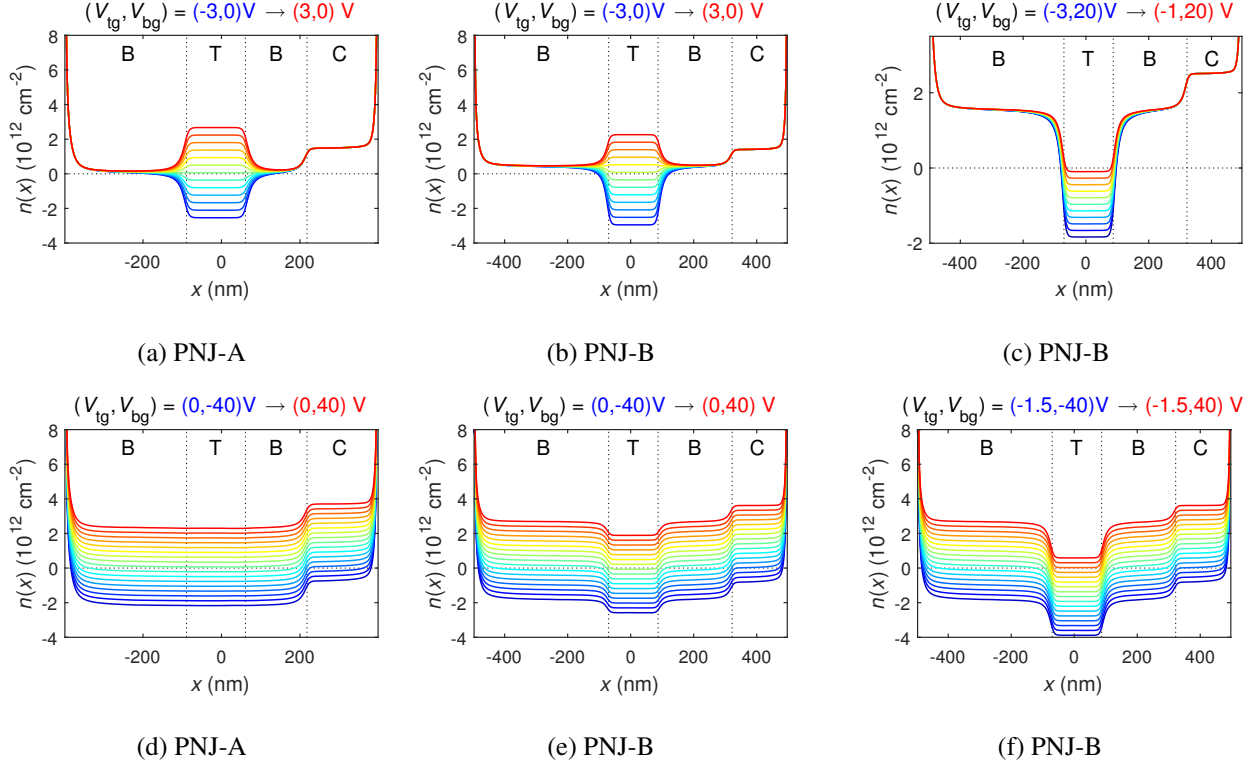 (V_tg, V_bg) = (-3,0)V → (3,0) V
8
6
4
2
0
-2
-4
B T B C
n(x) (10^12 cm^-2)
-200 0 200
x (nm)
(a) PNJ-A
(V_tg, V_bg) = (-3,0)V → (3,0) V
8
6
4
2
0
-2
-4
B T B C
n(x) (10^12 cm^-2)
-400 -200 0 200 400
x (nm)
(b) PNJ-B
(V_tg, V_bg) = (-3,20)V → (-1,20) V
2
0
-2
B T B C
n(x) (10^12 cm^-2)
-400 -200 0 200 400
x (nm)
(c) PNJ-B
(V_tg, V_bg) = (0,-40)V → (0,40) V
8
6
4
2
0
-2
-4
B T B C
n(x) (10^12 cm^-2)
-200 0 200
x (nm)
(d) PNJ-A
(V_tg, V_bg) = (0,-40)V → (0,40) V
8
6
4
2
0
-2
-4
B T B C
n(x) (10^12 cm^-2)
-400 -200 0 200 400
x (nm)
(e) PNJ-B
(V_tg, V_bg) = (-1.5,-40)V → (-1.5,40) V
8
6
4
2
0
-2
-4
B T B C
n(x) (10^12 cm^-2)
-400 -200 0 200 400
x (nm)
(f) PNJ-B